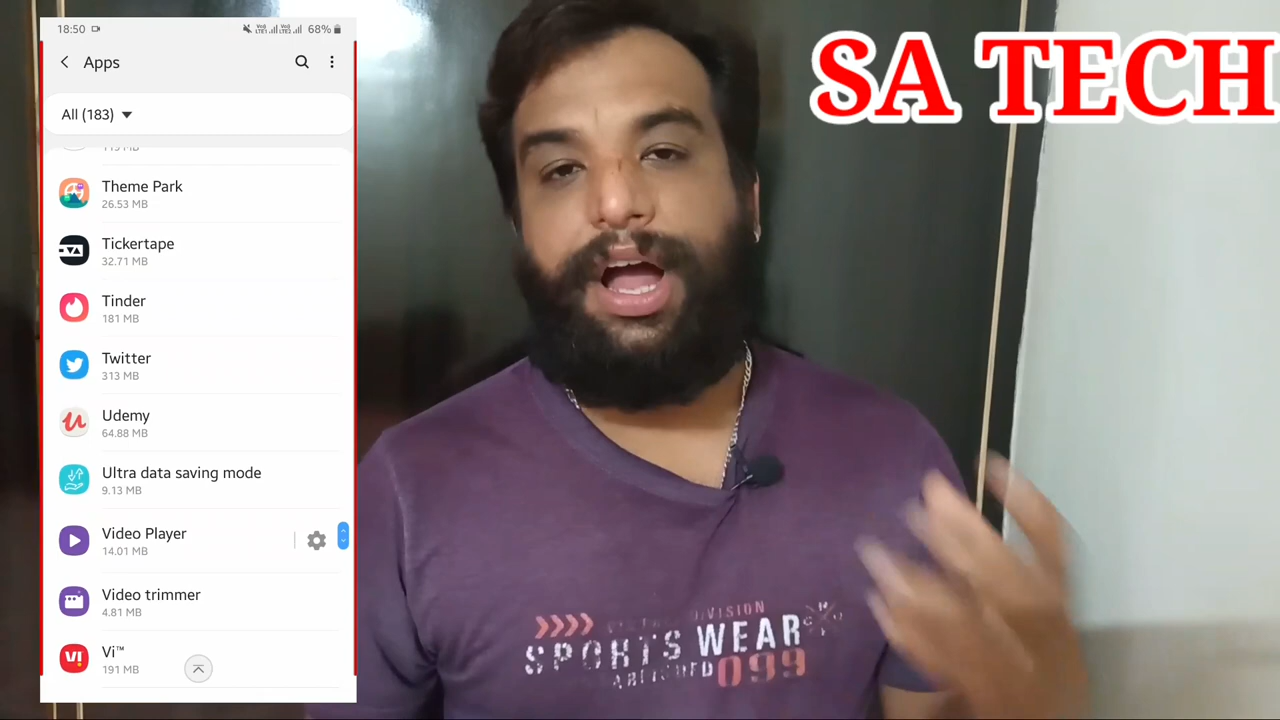 18:50
68%
Apps
All (183)
Theme Park
26.53 MB
Tickertape
32.71 MB
Tinder
181 MB
Twitter
313 MB
Udemy
64.88 MB
Ultra data saving mode
9.13 MB
Video Player
14.01 MB
Video trimmer
4.81 MB
Vi™
191 MB
SA TECH
DIVISION
SPORTS WEAR
099